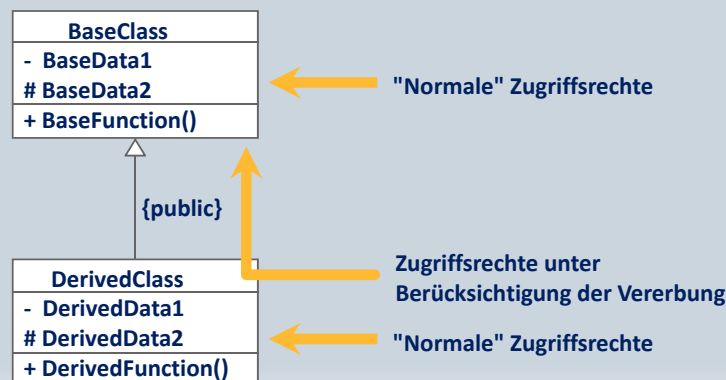 BaseClass
- BaseData1
# BaseData2
+ BaseFunction()
"Normale" Zugriffsrechte
{public}
DerivedClass
- DerivedData1
# DerivedData2
+ DerivedFunction()
Zugriffsrechte unter
Berücksichtigung der Vererbung
"Normale" Zugriffsrechte